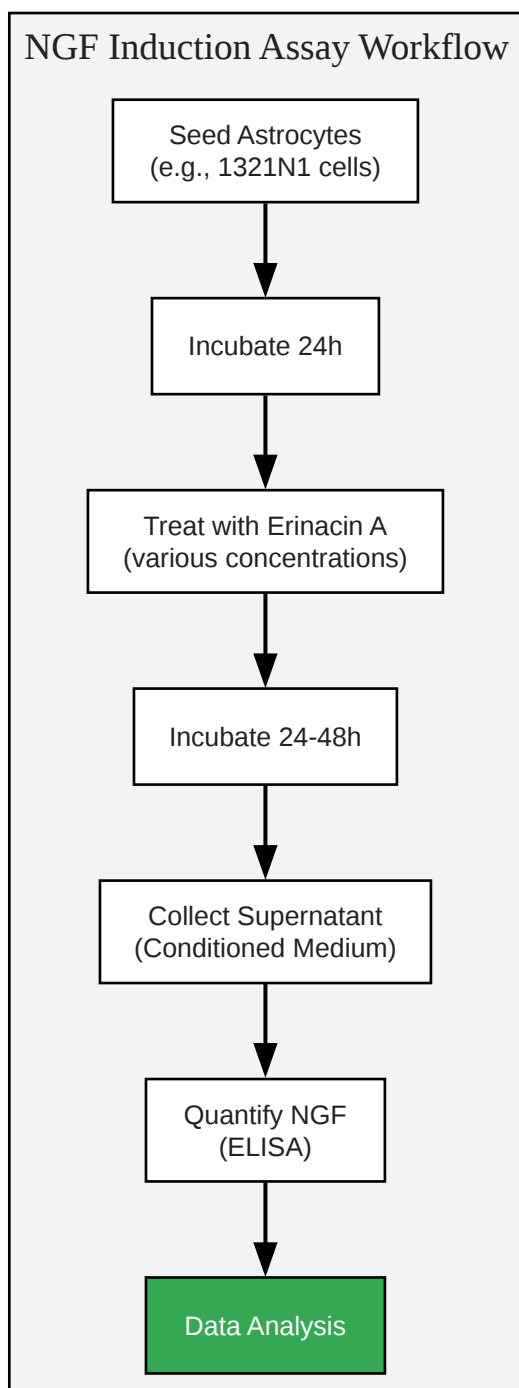 NGF Induction Assay Workflow
Seed Astrocytes
(e.g., 1321N1 cells)
Incubate 24h
Treat with Erinacin A
(various concentrations)
Incubate 24-48h
Collect Supernatant
(Conditioned Medium)
Quantify NGF
(ELISA)
Data Analysis